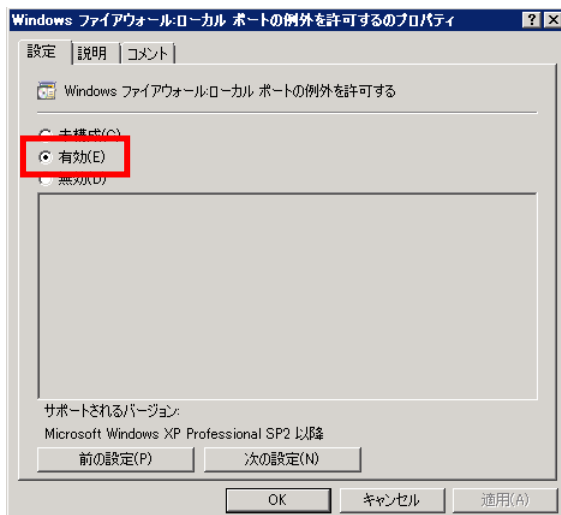 Windows ファイアウォール:ローカル ポートの例外を許可するのプロパティ
設定 説明 コメント
Windows ファイアウォール:ローカル ポートの例外を許可する
未構成(C)
有効(E)
無効(D)
サポートされるバージョン:
Microsoft Windows XP Professional SP2 以降
前の設定(P) 次の設定(N)
OK キャンセル 適用(A)